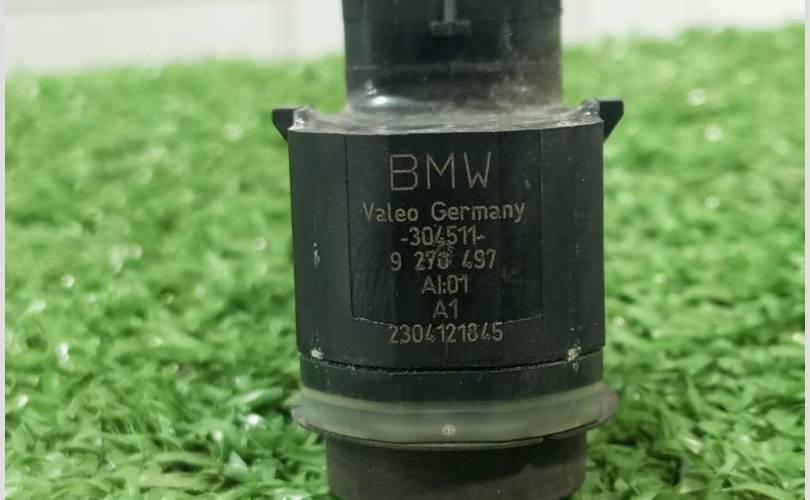 BMW
Valeo Germany
-304511-
9 270 497
AI:01
A1
2304121845